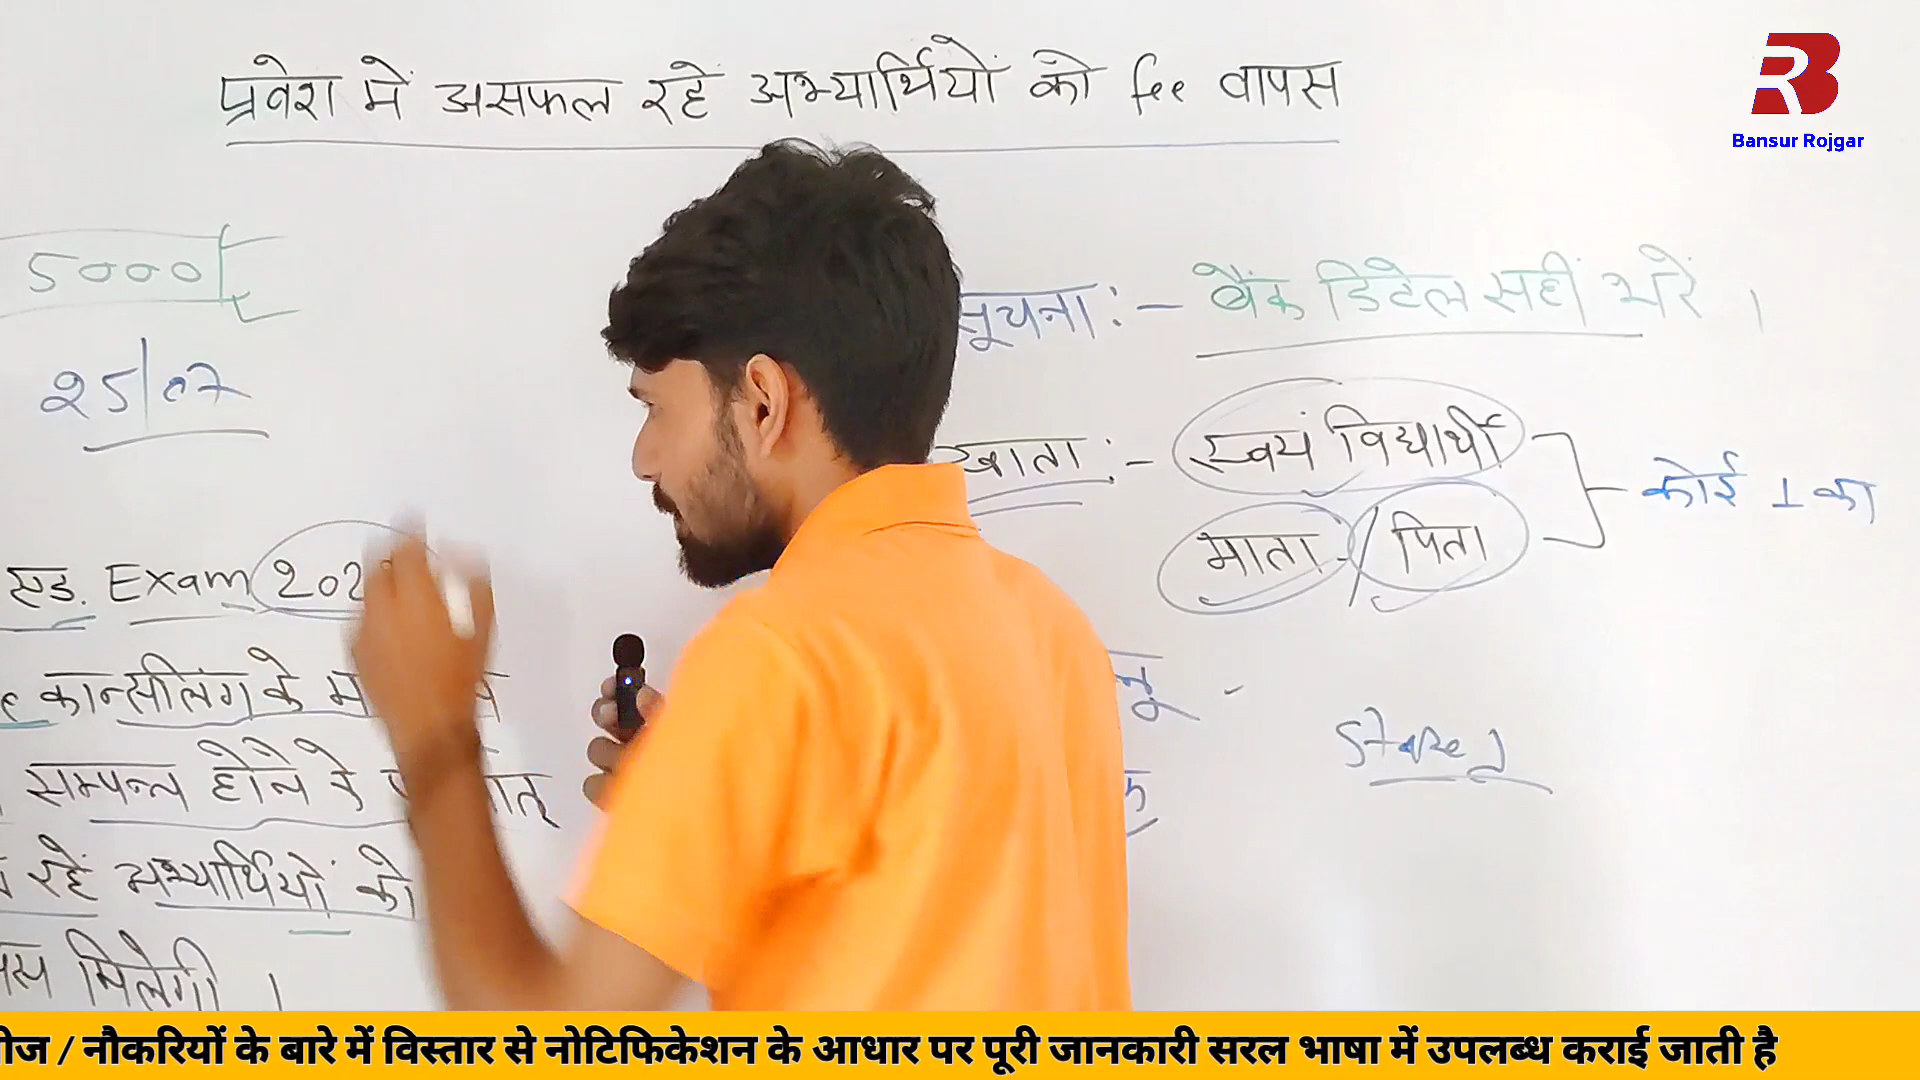 प्रवेश में असफल रहें अभ्यार्थियों को fee वापस
Bansur Rojgar
5000
25/07
एड. Exam 202
कान्सीलिंग के
सम्पन्न होने के
रहें अभ्यार्थियों को
मिलेगी ।
सूचना :- बैंक डिटेल सही भरें ।
खाता :- स्वयं विद्यार्थी
माता / पिता
कोई 1 का
नौकरियों के बारे में विस्तार से नोटिफिकेशन के आधार पर पूरी जानकारी सरल भाषा में उपलब्ध कराई जाती है